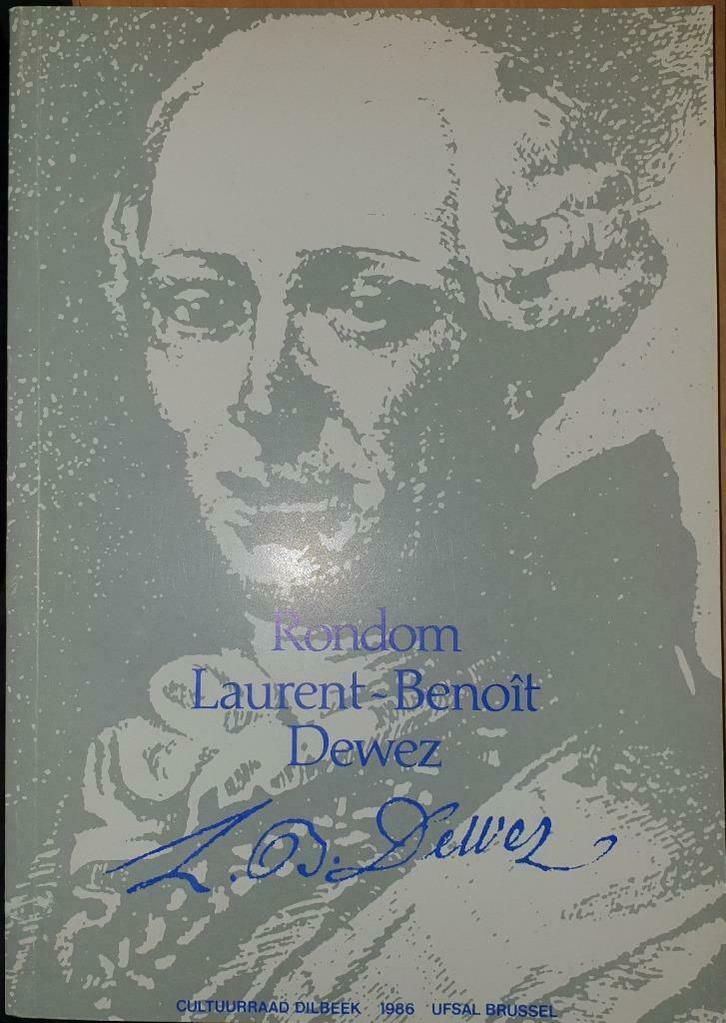 Rondom
Laurent-Benoît
Dewez
L. B. Dewez
CULTUURRAAD DILBEEK 1986 UFSAL BRUSSEL